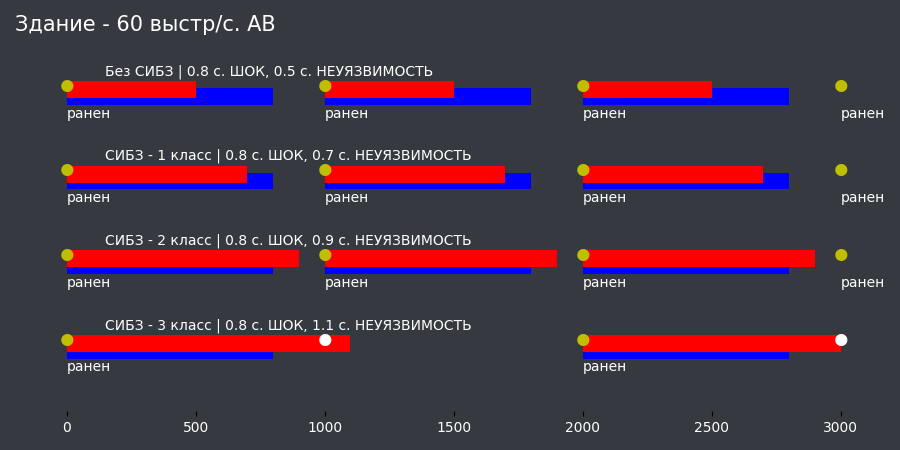 Здание - 60 выстр/с. АВ
Без СИБЗ | 0.8 с. ШОК, 0.5 с. НЕУЯЗВИМОСТЬ
ранен ранен ранен ранен
СИБЗ - 1 класс | 0.8 с. ШОК, 0.7 с. НЕУЯЗВИМОСТЬ
ранен ранен ранен ранен
СИБЗ - 2 класс | 0.8 с. ШОК, 0.9 с. НЕУЯЗВИМОСТЬ
ранен ранен ранен ранен
СИБЗ - 3 класс | 0.8 с. ШОК, 1.1 с. НЕУЯЗВИМОСТЬ
ранен ранен
0 500 1000 1500 2000 2500 3000